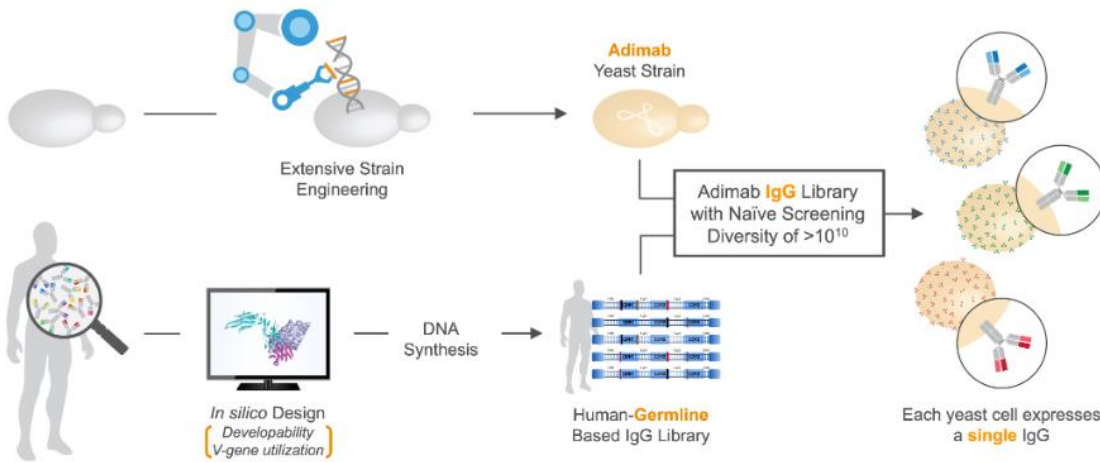 Extensive Strain
Engineering
Adimab
Yeast Strain
Adimab IgG Library
with Naïve Screening
Diversity of >10¹⁰
In silico Design
Developability
V-gene utilization
DNA
Synthesis
Human-Germline
Based IgG Library
Each yeast cell expresses
a single IgG